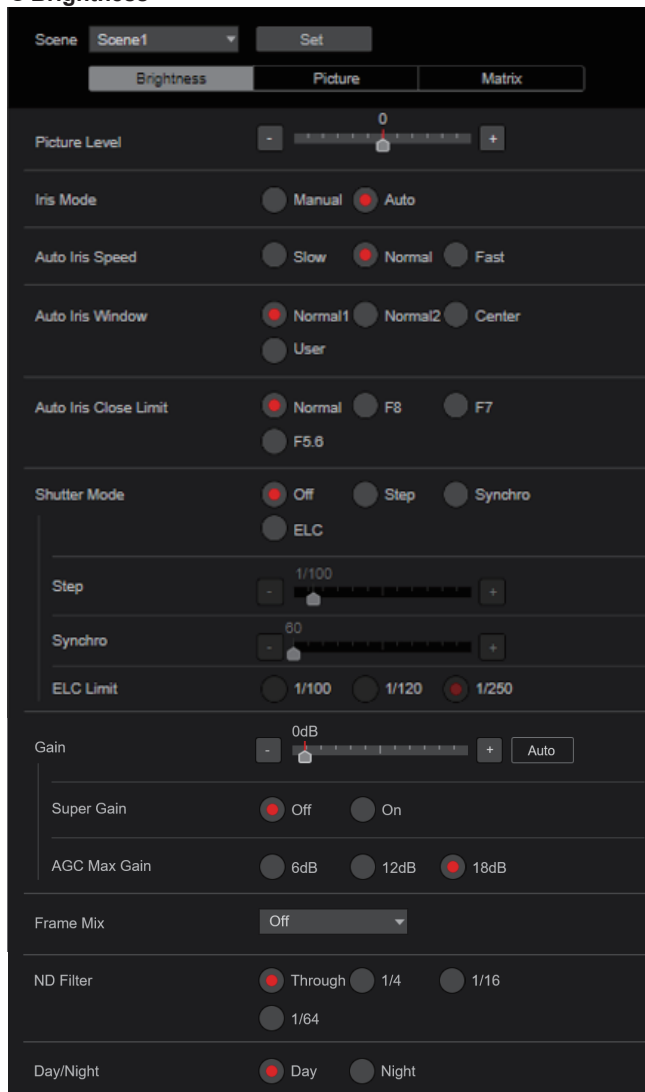 Scene Scene1 Set
Brightness Picture Matrix
0
Picture Level - +
Iris Mode Manual Auto
Auto Iris Speed Slow Normal Fast
Auto Iris Window Normal1 Normal2 Center
User
Auto Iris Close Limit Normal F8 F7
F5.6
Shutter Mode Off Step Synchro
ELC
1/100
Step - +
60
Synchro - +
ELC Limit 1/100 1/120 1/250
0dB
Gain - + Auto
Super Gain Off On
AGC Max Gain 6dB 12dB 18dB
Frame Mix Off
ND Filter Through 1/4 1/16
1/64
Day/Night Day Night